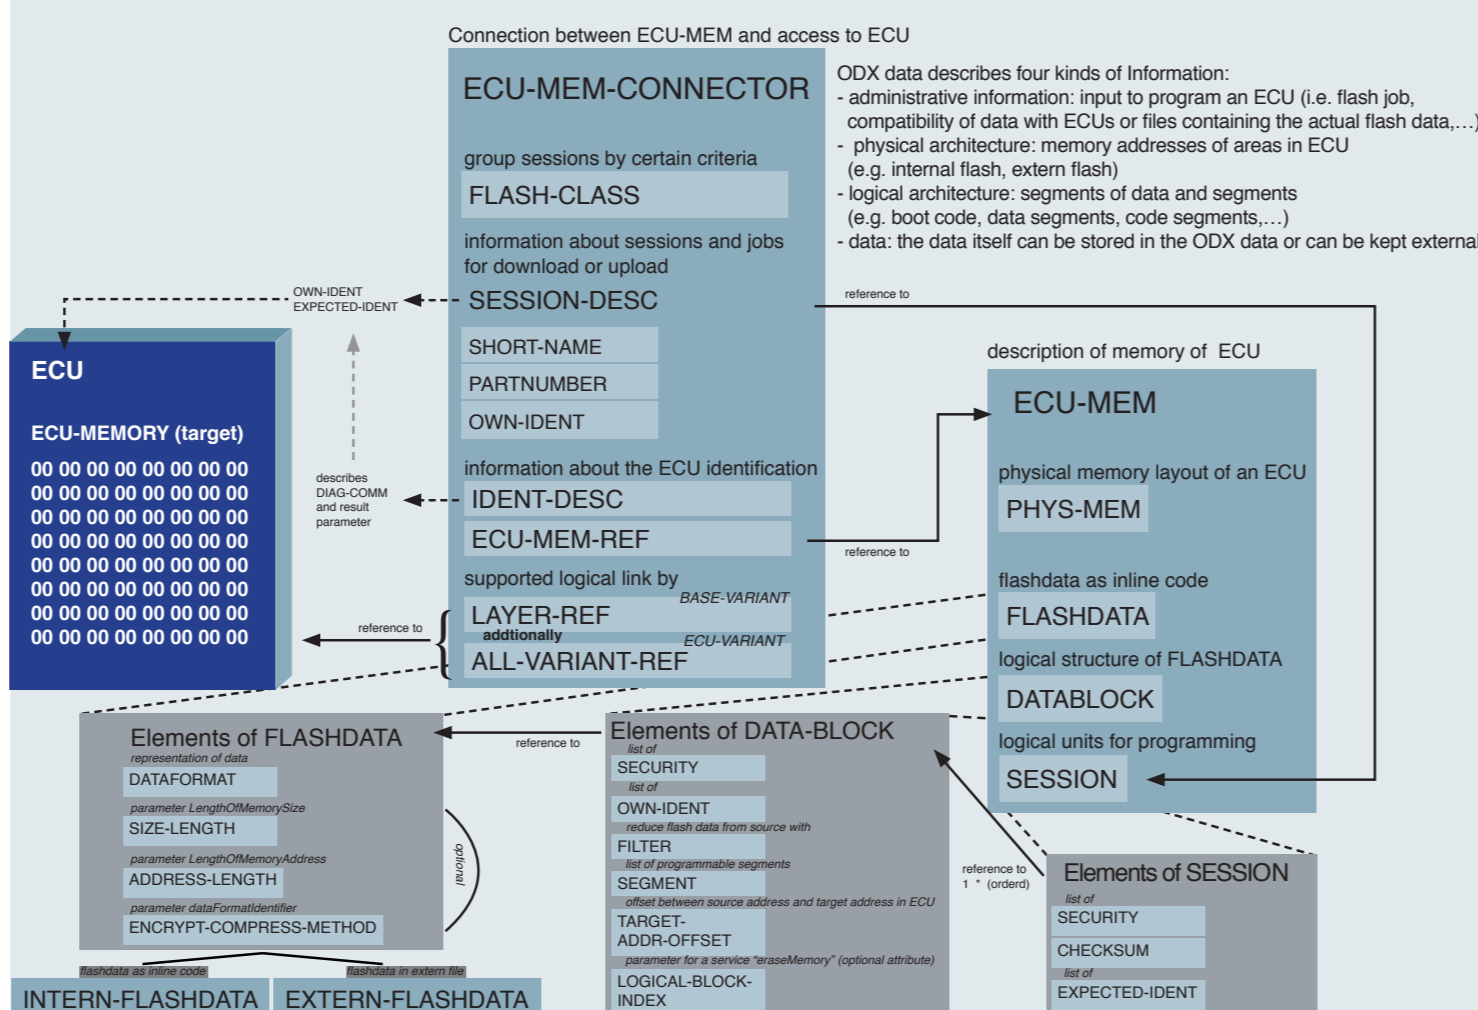 Connection between ECU-MEM and access to ECU
ECU-MEM-CONNECTOR
group sessions by certain criteria
FLASH-CLASS
information about sessions and jobs
for download or upload
SESSION-DESC
SHORT-NAME
PARTNUMBER
OWN-IDENT
information about the ECU identification
IDENT-DESC
ECU-MEM-REF
supported logical link by
LAYER-REF
BASE-VARIANT
addtionally
ECU-VARIANT
ALL-VARIANT-REF
ODX data describes four kinds of Information:
- administrative information: input to program an ECU (i.e. flash job,
compatibility of data with ECUs or files containing the actual flash data,...)
- physical architecture: memory addresses of areas in ECU
(e.g. internal flash, extern flash)
- logical architecture: segments of data and segments
(e.g. boot code, data segments, code segments,...)
- data: the data itself can be stored in the ODX data or can be kept external
OWN-IDENT
EXPECTED-IDENT
reference to
ECU
ECU-MEMORY (target)
00 00 00 00 00 00 00 00
00 00 00 00 00 00 00 00
00 00 00 00 00 00 00 00
00 00 00 00 00 00 00 00
00 00 00 00 00 00 00 00
00 00 00 00 00 00 00 00
00 00 00 00 00 00 00 00
00 00 00 00 00 00 00 00
describes
DIAG-COMM
and result
parameter
reference to
reference to
description of memory of ECU
ECU-MEM
physical memory layout of an ECU
PHYS-MEM
flashdata as inline code
FLASHDATA
logical structure of FLASHDATA
DATABLOCK
logical units for programming
SESSION
Elements of FLASHDATA
representation of data
DATAFORMAT
parameter LengthOfMemorySize
SIZE-LENGTH
parameter LengthOfMemoryAddress
ADDRESS-LENGTH
parameter dataFormatIdentifier
ENCRYPT-COMPRESS-METHOD
optional
flashdata as inline code
INTERN-FLASHDATA
flashdata in extern file
EXTERN-FLASHDATA
reference to
Elements of DATA-BLOCK
list of
SECURITY
list of
OWN-IDENT
reduce flash data from source with
FILTER
list of programmable segments
SEGMENT
offset between source address and target address in ECU
TARGET-
ADDR-OFFSET
parameter for a service "eraseMemory" (optional attribute)
LOGICAL-BLOCK-
INDEX
reference to
1 * (orderd)
Elements of SESSION
list of
SECURITY
CHECKSUM
list of
EXPECTED-IDENT